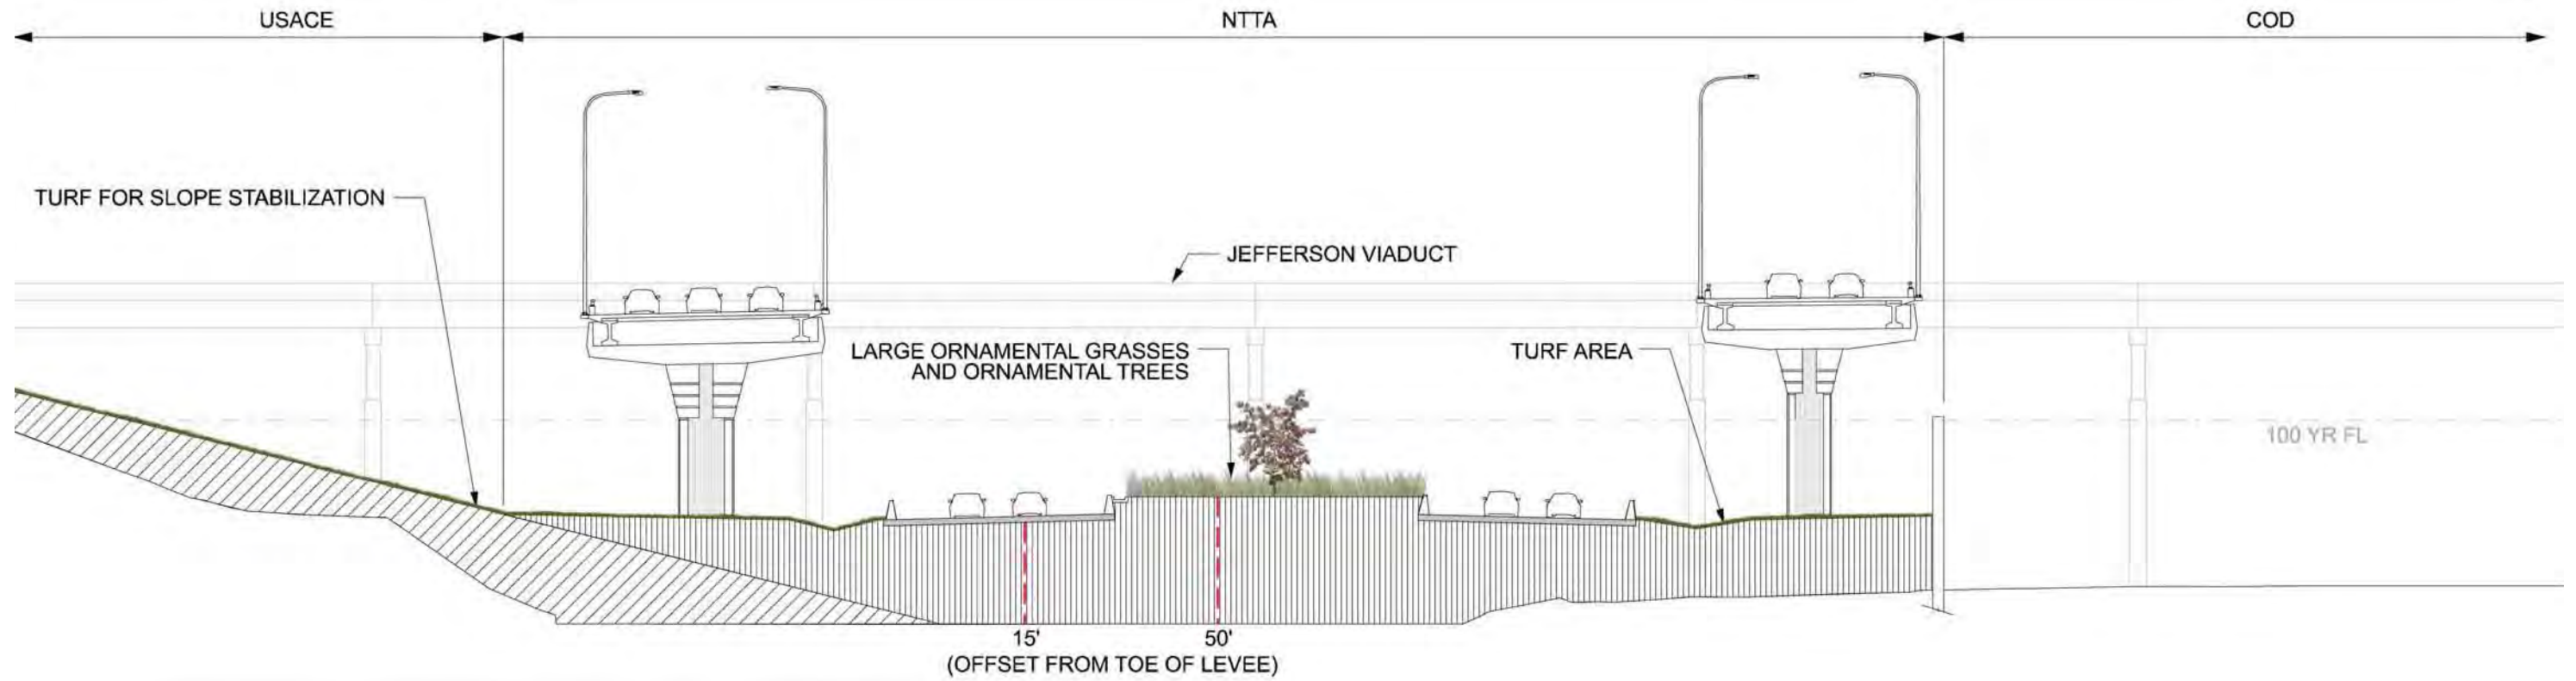 USACE
NTTA
COD
TURF FOR SLOPE STABILIZATION
JEFFERSON VIADUCT
LARGE ORNAMENTAL GRASSES
AND ORNAMENTAL TREES
TURF AREA
100 YR FL
15'
50'
(OFFSET FROM TOE OF LEVEE)